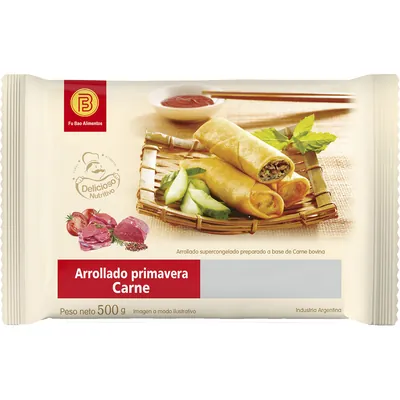 Fu Bao Alimentos
Delicioso
Nutritivo
Arrollado supercongelado preparado a base de Carne bovina
Arrollado primavera
Carne
Peso neto 500 g
Imagen a modo ilustrativo
Industria Argentina